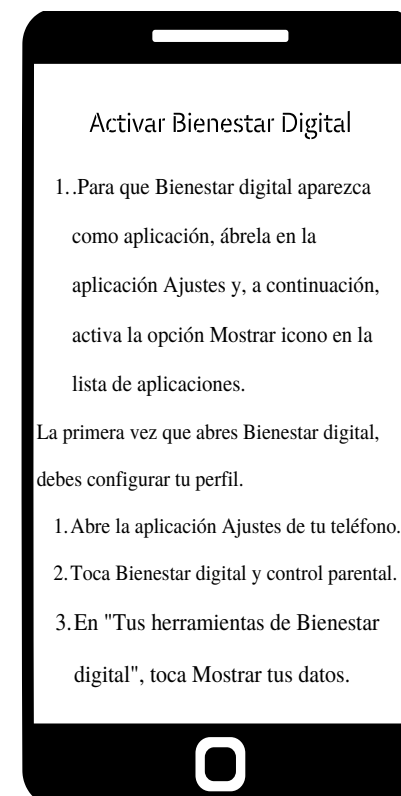 Activar Bienestar Digital
1. .Para que Bienestar digital aparezca
como aplicación, ábrela en la
aplicación Ajustes y, a continuación,
activa la opción Mostrar icono en la
lista de aplicaciones.
La primera vez que abres Bienestar digital,
debes configurar tu perfil.
1. Abre la aplicación Ajustes de tu teléfono.
2. Toca Bienestar digital y control parental.
3. En "Tus herramientas de Bienestar
digital", toca Mostrar tus datos.